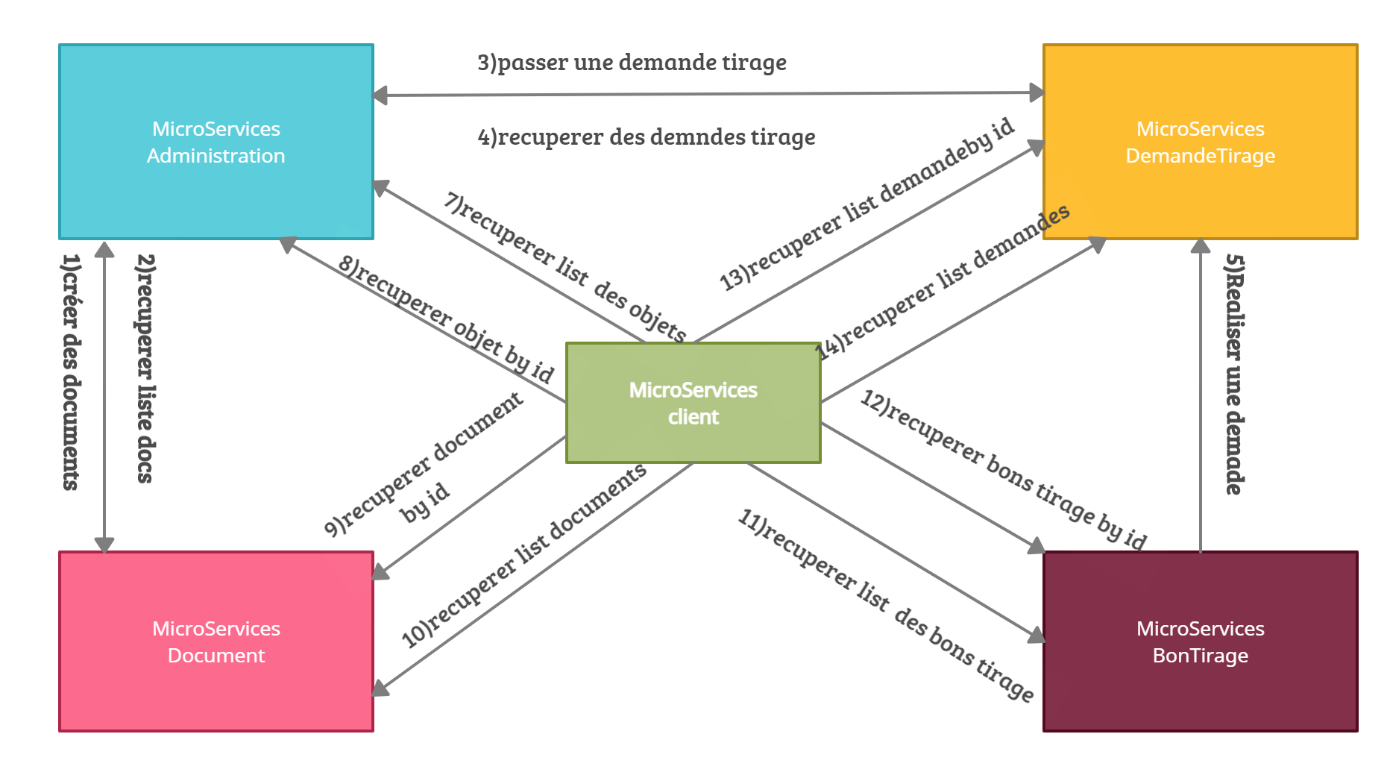 3)passer une demande tirage
MicroServices
Administration
4)recuperer des demndes tirage
MicroServices
DemandeTirage
13)recuperer list demandeby id
7)recuperer list des objets
14)recuperer list demandes
8)recuperer objet by id
1)créer des documents
2)recuperer liste docs
5)Realiser une demade
MicroServices
client
9)recuperer document
by id
10)recuperer list documents
12)recuperer bons tirage by id
11)recuperer list des bons tirage
MicroServices
Document
MicroServices
BonTirage